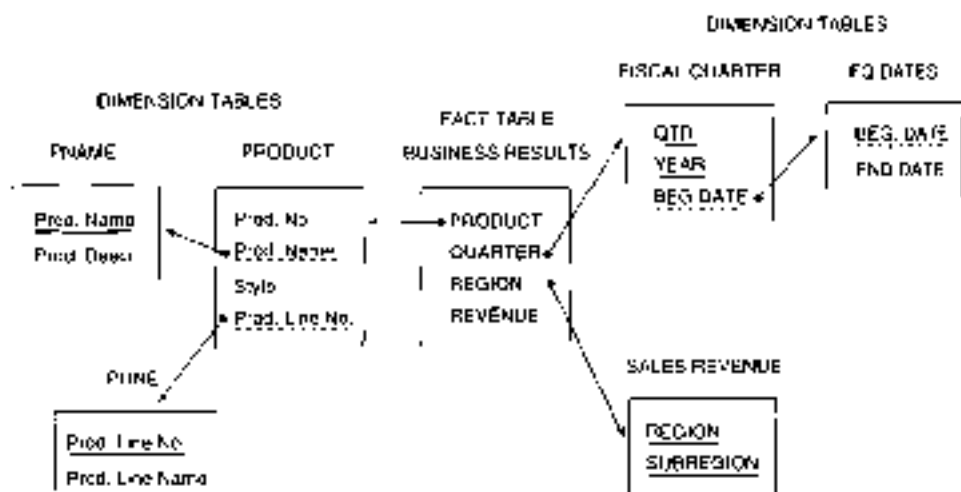 DIMENSION TABLES
FISCAL QUARTER
FQ DATES
QTD
YEAR
BEG DATE
BEG. DATE
END DATE
DIMENSION TABLES
PNAME
Prod. Name
Prod. Descr.
PRODUCT
Prod. No
Prod. Name
Style
Prod. Line No.
FACT TABLE
BUSINESS RESULTS
PRODUCT
QUARTER
REGION
REVENUE
PLINE
Prod. Line No.
Prod. Line Name
SALES REVENUE
REGION
SUBREGION